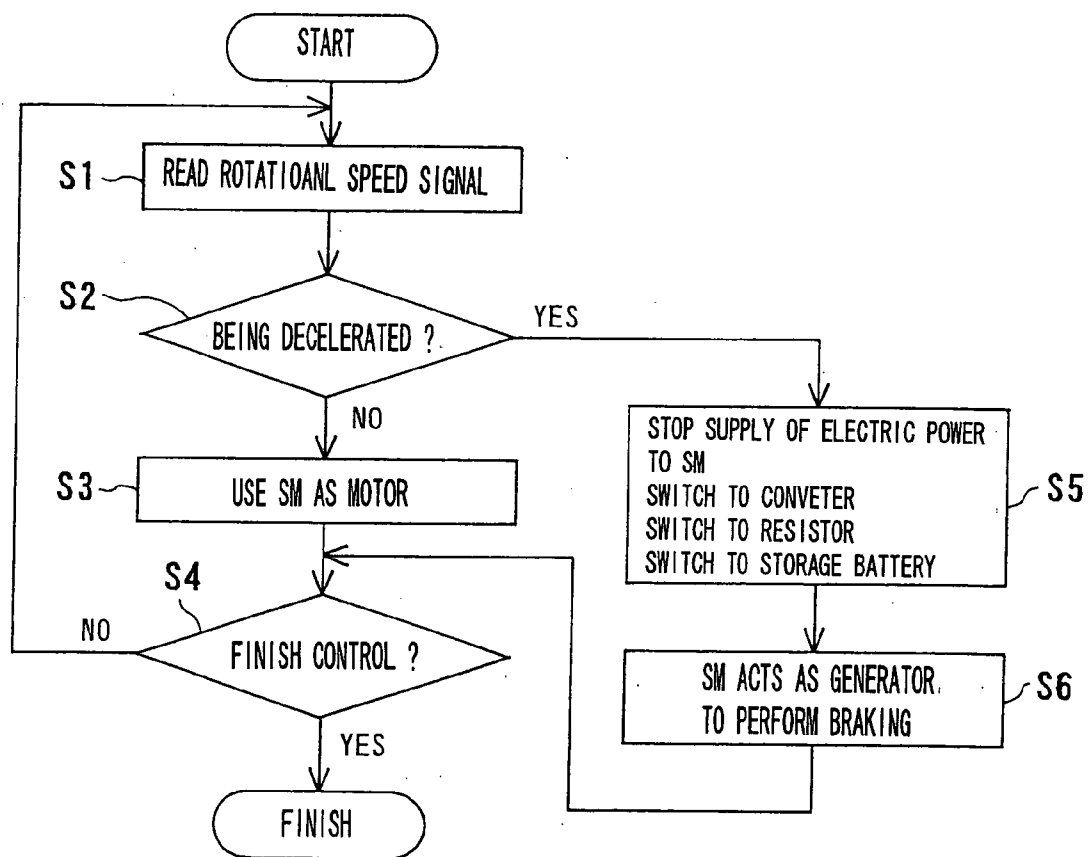 START
S1
READ ROTATIOANL SPEED SIGNAL
S2
BEING DECELERATED ?
YES
NO
S3
USE SM AS MOTOR
STOP SUPPLY OF ELECTRIC POWER
TO SM
SWITCH TO CONVETER
SWITCH TO RESISTOR
SWITCH TO STORAGE BATTERY
S5
S4
NO
FINISH CONTROL ?
YES
SM ACTS AS GENERATOR
TO PERFORM BRAKING
S6
FINISH